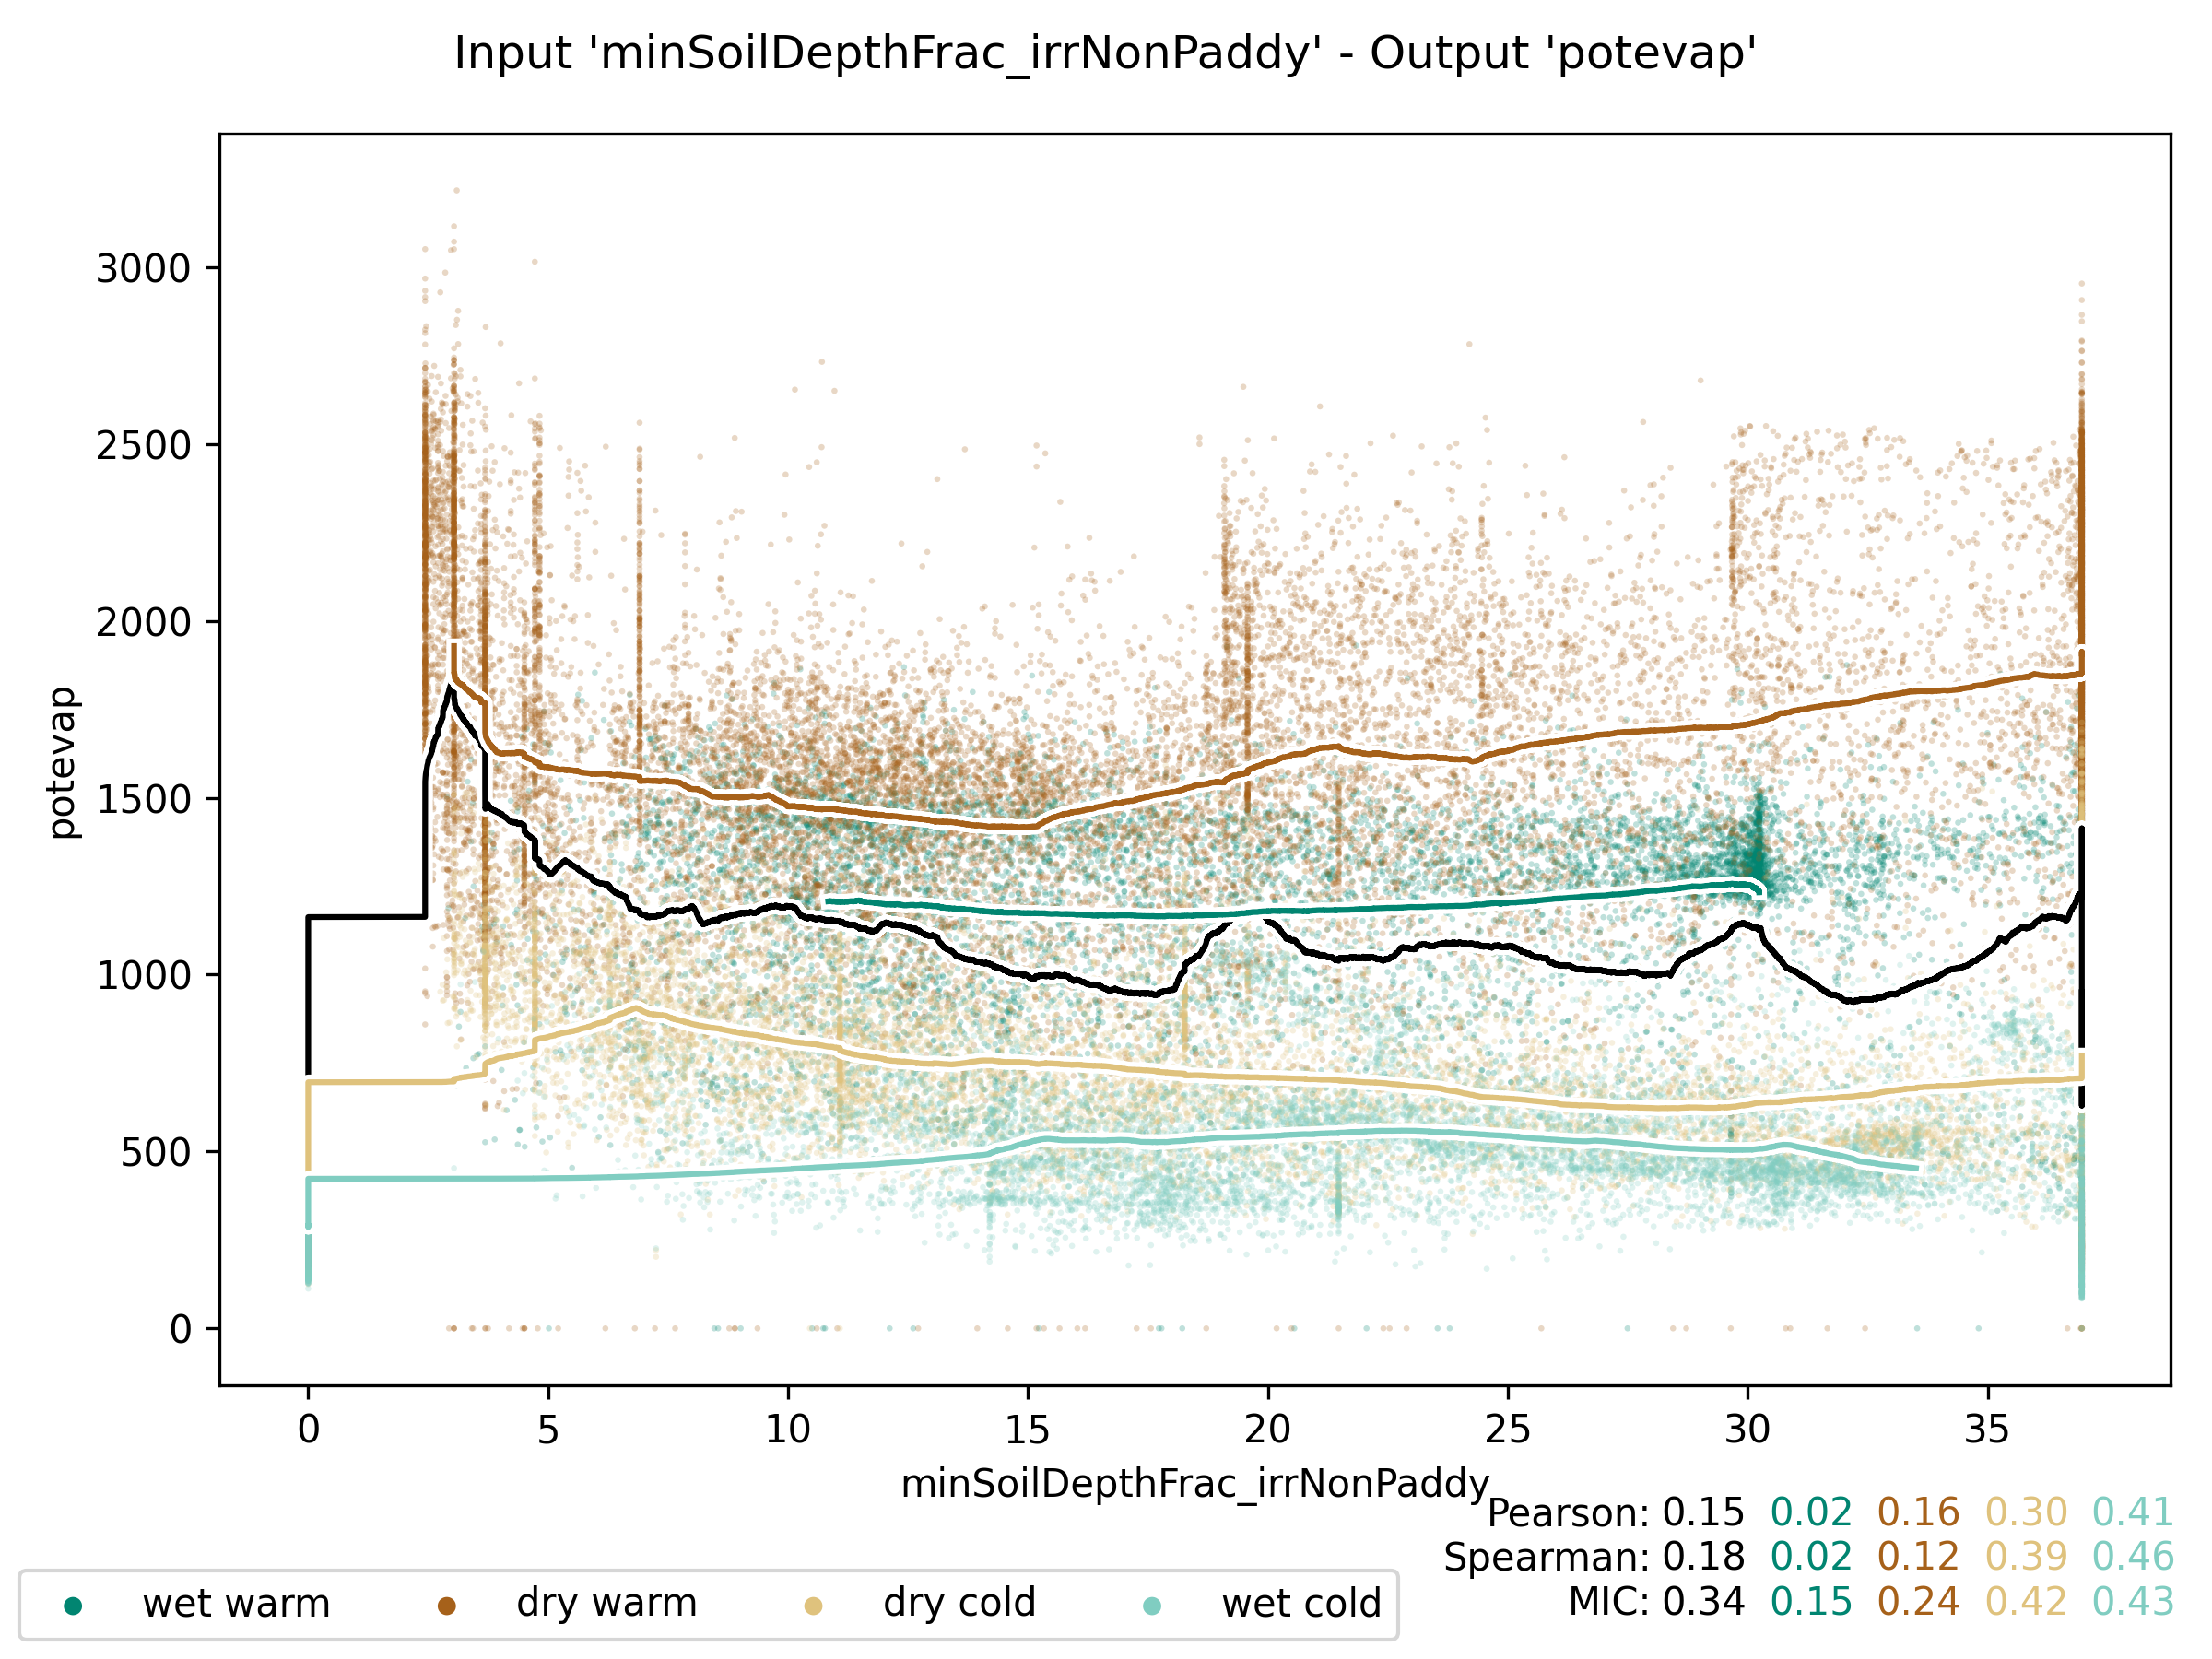 Input 'minSoilDepthFrac_irrNonPaddy' - Output 'potevap'
3000
2500
2000
1500
1000
500
0
potevap
0 5 10 15 20 25 30 35
minSoilDepthFrac_irrNonPaddy
Pearson: 0.15 0.02 0.16 0.30 0.41
Spearman: 0.18 0.02 0.12 0.39 0.46
MIC: 0.34 0.15 0.24 0.42 0.43
wet warm dry warm dry cold wet cold